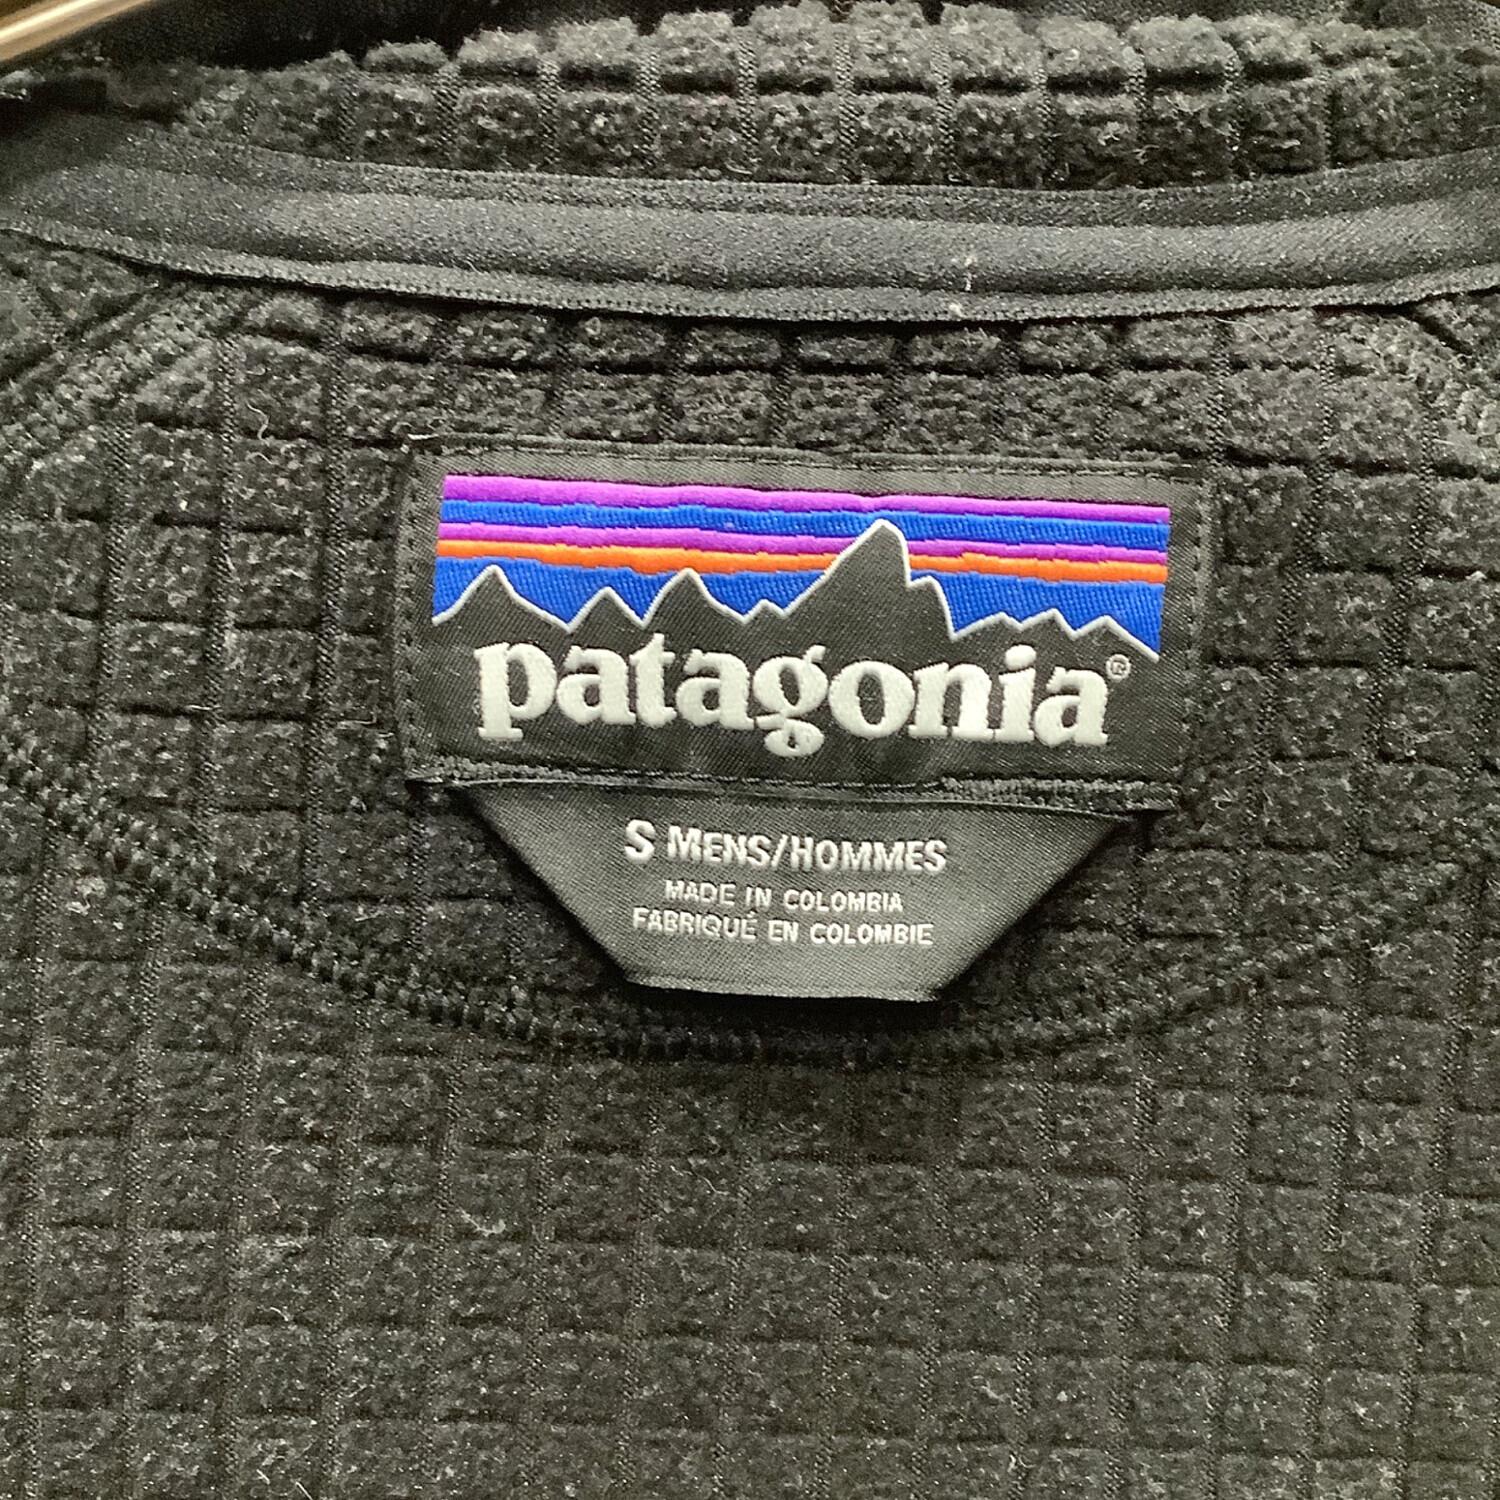 patagonia®
S MENS/HOMMES
MADE IN COLOMBIA
FABRIQUÉ EN COLOMBIE